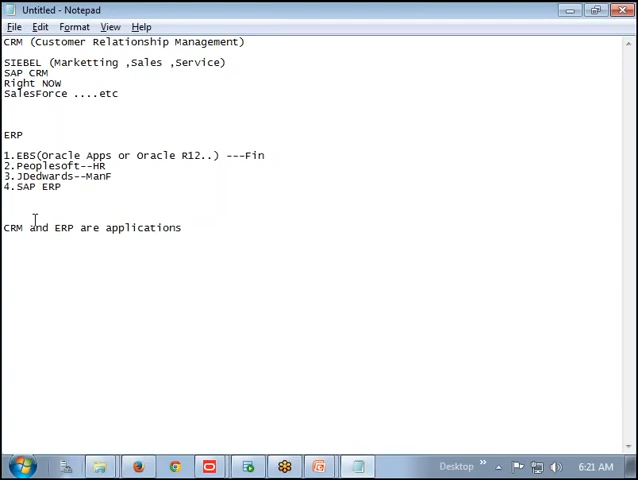 Untitled - Notepad
File Edit Format View Help
CRM (Customer Relationship Management)
SIEBEL (Marketting ,Sales ,Service)
SAP CRM
Right NOW
SalesForce ....etc
ERP
1.EBS(Oracle Apps or Oracle R12..) ---Fin
2.Peoplesoft--HR
3.JDedwards--ManF
4.SAP ERP
CRM and ERP are applications
Desktop
6:21 AM